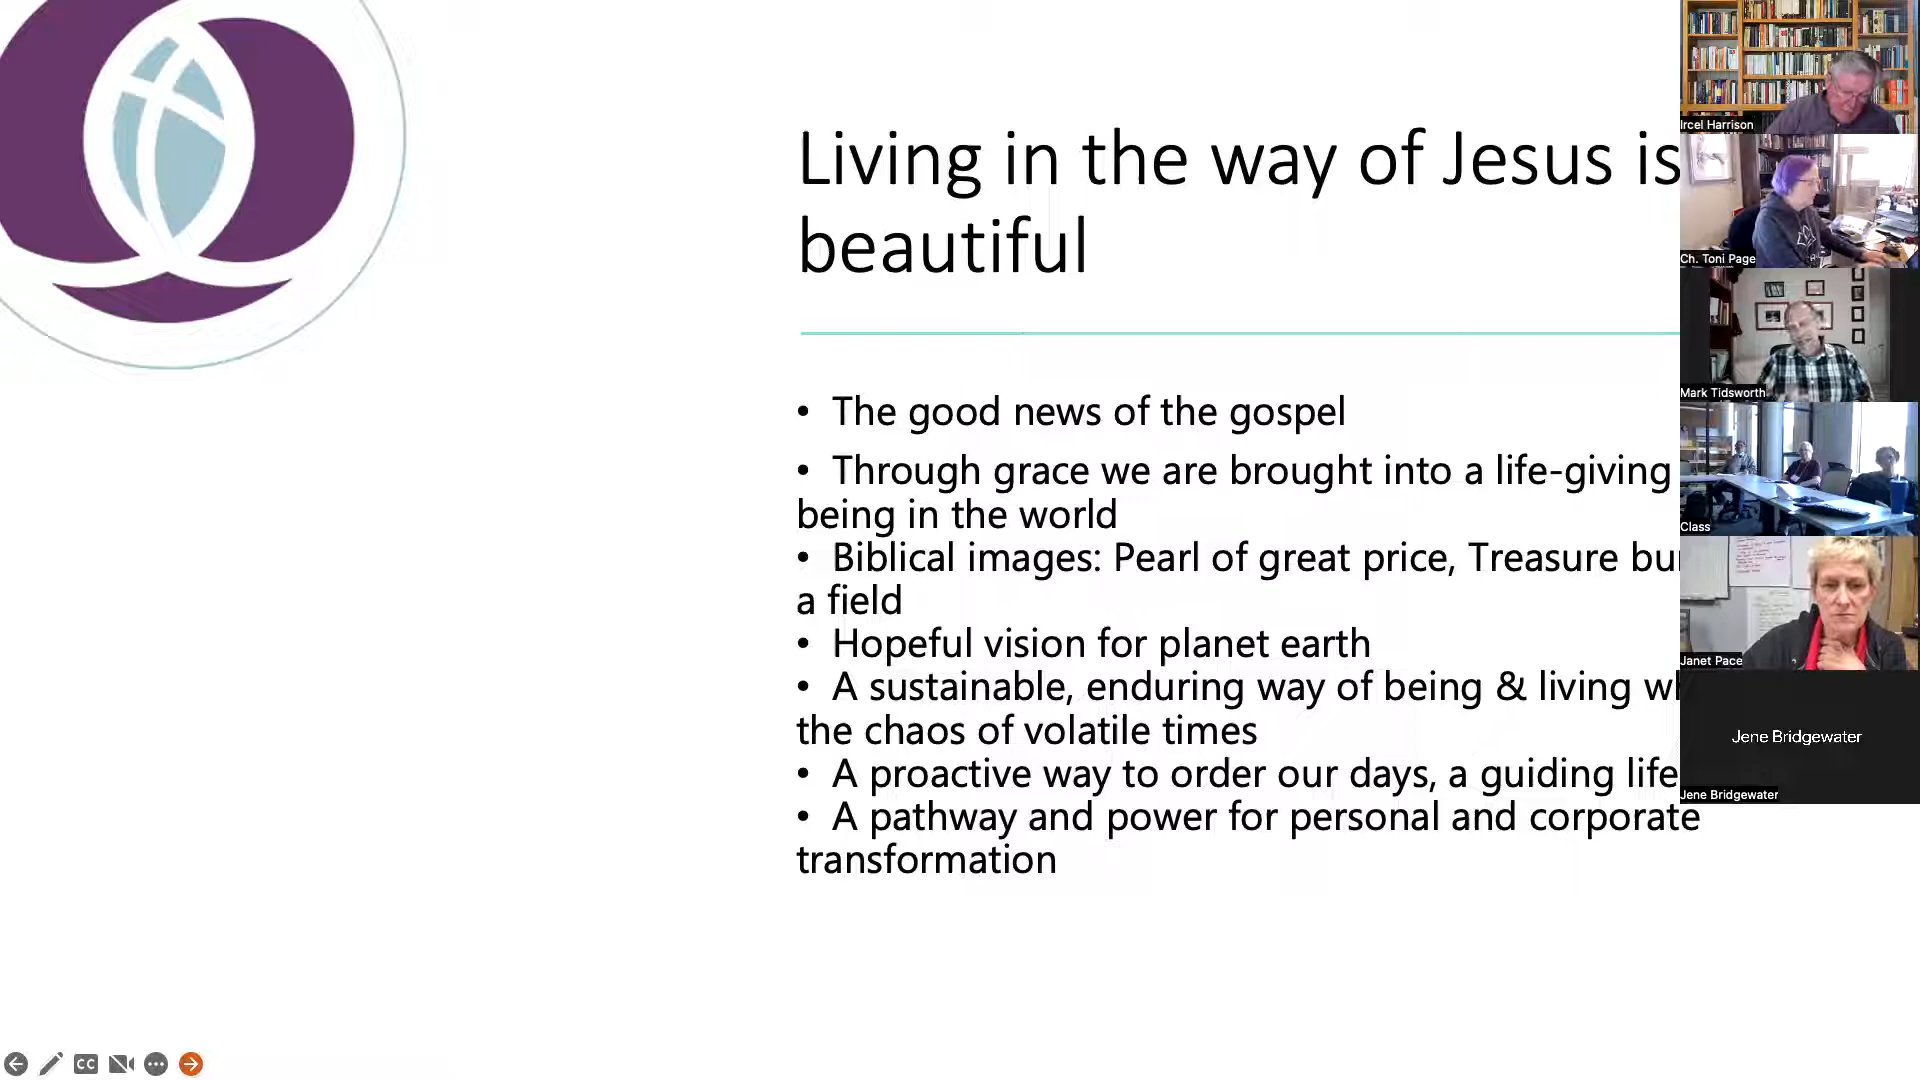 Living in the way of Jesus is
beautiful
• The good news of the gospel
• Through grace we are brought into a life-giving
being in the world
• Biblical images: Pearl of great price, Treasure
a field
• Hopeful vision for planet earth
• A sustainable, enduring way of being & living
the chaos of volatile times
• A proactive way to order our days, a guiding life
• A pathway and power for personal and corporate
transformation
Ircel Harrison
Ch. Toni Page
Mark Tidsworth
Class
Janet Pace
Jene Bridgewater
Jene Bridgewater
CC